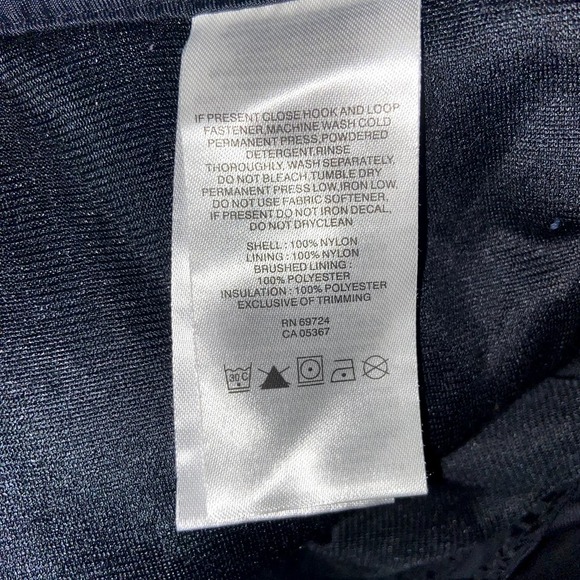 IF PRESENT CLOSE HOOK AND LOOP
FASTENER,MACHINE WASH COLD
PERMANENT PRESS,POWDERED
DETERGENT,RINSE
THOROUGHLY, WASH SEPARATELY,
DO NOT BLEACH,TUMBLE DRY
PERMANENT PRESS LOW,IRON LOW,
DO NOT USE FABRIC SOFTENER,
IF PRESENT DO NOT IRON DECAL,
DO NOT DRYCLEAN
SHELL : 100% NYLON
LINING : 100% NYLON
BRUSHED LINING :
100% POLYESTER
INSULATION : 100% POLYESTER
EXCLUSIVE OF TRIMMING
RN 69724
CA 05367
30 C